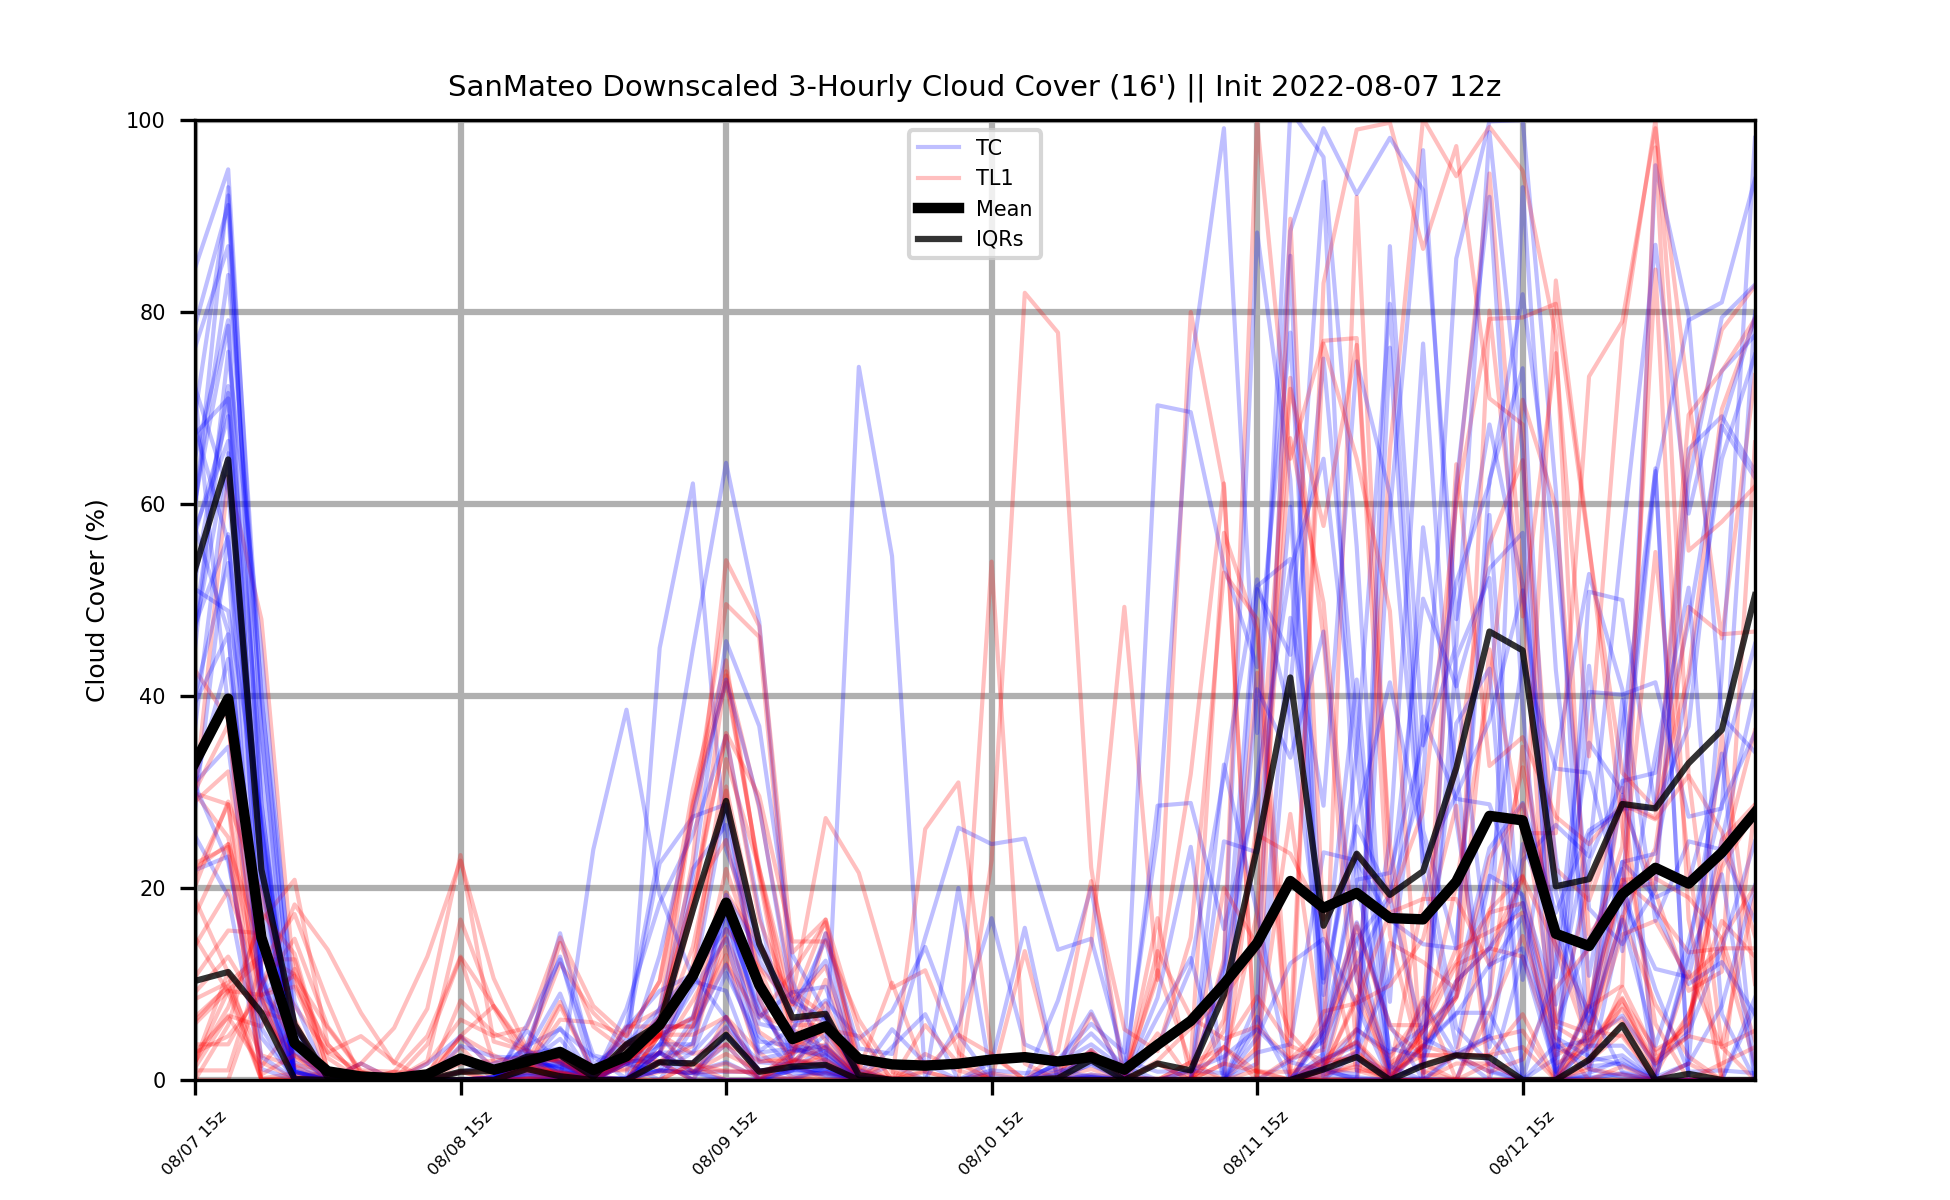 SanMateo Downscaled 3-Hourly Cloud Cover (16') || Init 2022-08-07 12z
TC
TL1
Mean
IQRs
Cloud Cover (%)
100
80
60
40
20
0
08/07 15z
08/08 15z
08/09 15z
08/10 15z
08/11 15z
08/12 15z